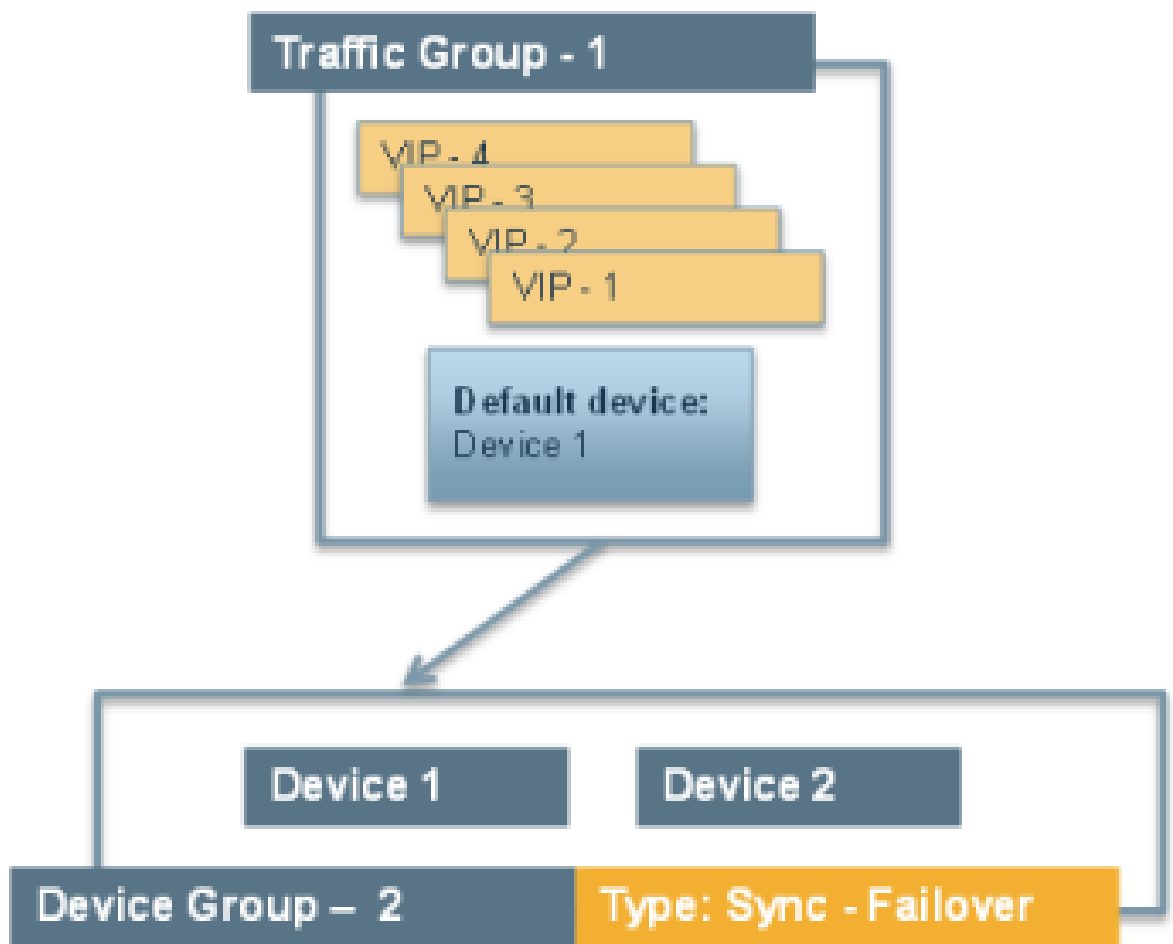 Traffic Group - 1
VIP - 4
VIP - 3
VIP - 2
VIP - 1
Default device:
Device 1
Device 1
Device 2
Device Group – 2
Type: Sync - Failover